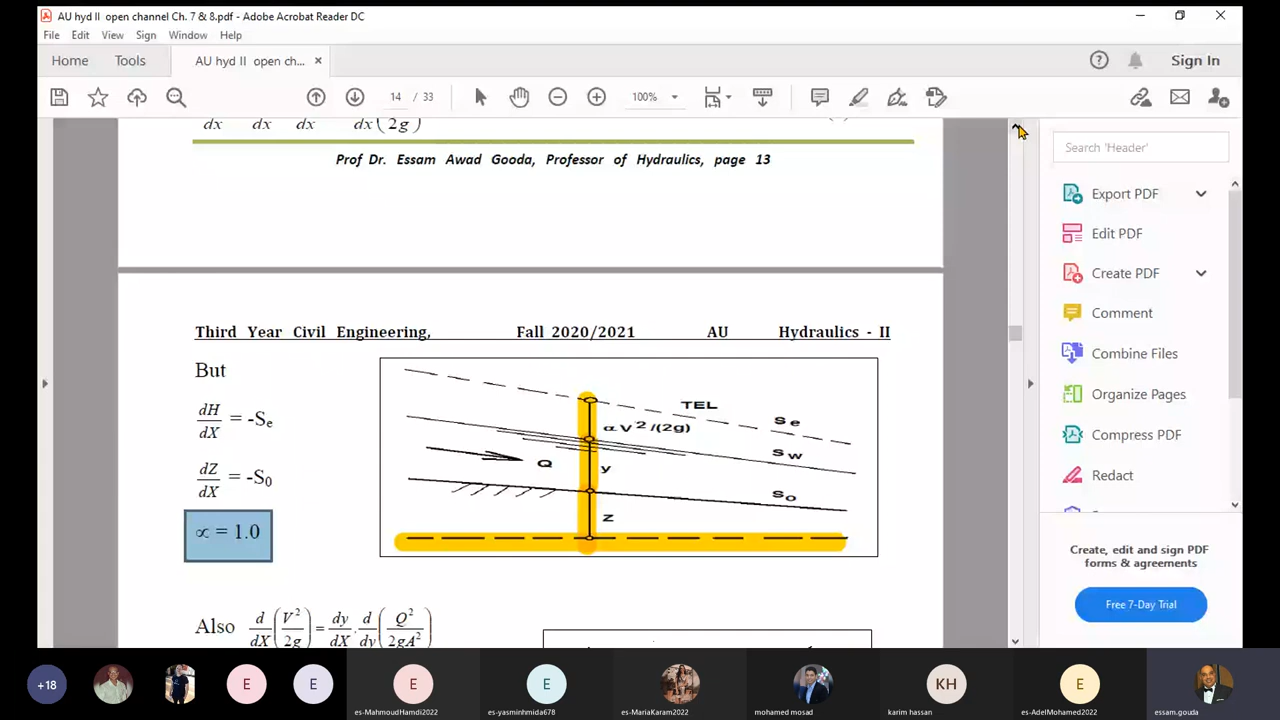 AU hyd II open channel Ch. 7 & 8.pdf - Adobe Acrobat Reader DC
File Edit View Sign Window Help
Home Tools AU hyd II open ch... × Sign In
14 / 33 100%
dx dx dx dx(2g)
Prof Dr. Essam Awad Gooda, Professor of Hydraulics, page 13
Third Year Civil Engineering, Fall 2020/2021 AU Hydraulics - II
But
dH/dX = -Se
dZ/dX = -S0
∝ = 1.0
TEL
Se
αV²/(2g)
Sw
Q
y
So
z
Also d/dX (V²/2g) = dy/dX . d/dy (Q²/2gA²)
Search 'Header'
Export PDF
Edit PDF
Create PDF
Comment
Combine Files
Organize Pages
Compress PDF
Redact
Create, edit and sign PDF
forms & agreements
Free 7-Day Trial
+18 E E E E KH E
es-MahmoudHamdi2022 es-yasminhmida678 es-MariaKaram2022 mohamed mosad karim hassan es-AdelMohamed2022 essam.gouda